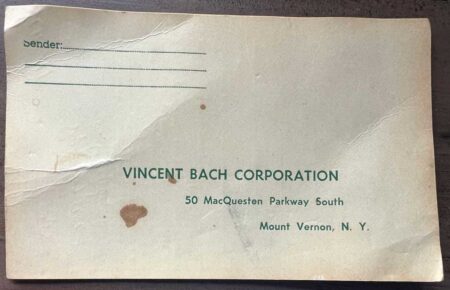 Sender:
VINCENT BACH CORPORATION
50 MacQuesten Parkway South
Mount Vernon, N. Y.